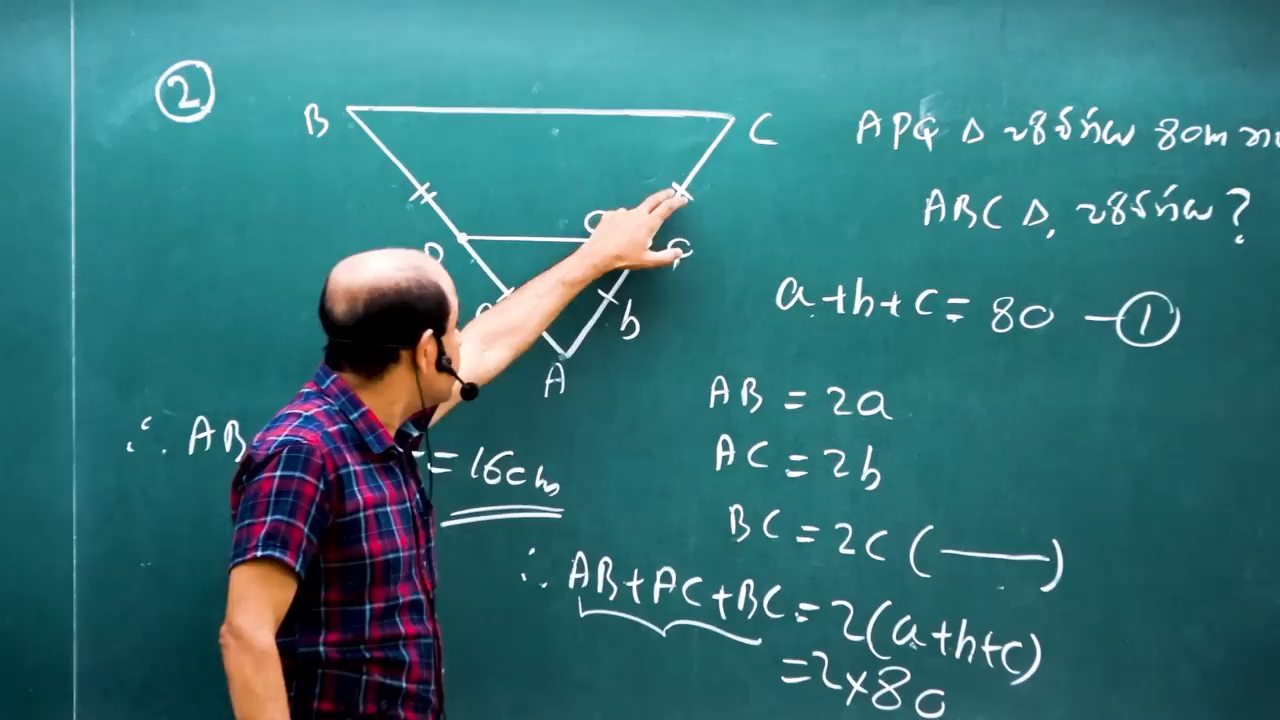 ②
B
C
APQ Δ පරිමිතිය 80m
ABC Δ, පරිමිතිය ?
P
a+b+c = 80 — ①
b
A
AB = 2a
∴ AB = 16cm
AC = 2b
BC = 2c ( —— )
∴ AB+AC+BC = 2(a+b+c)
= 2×80